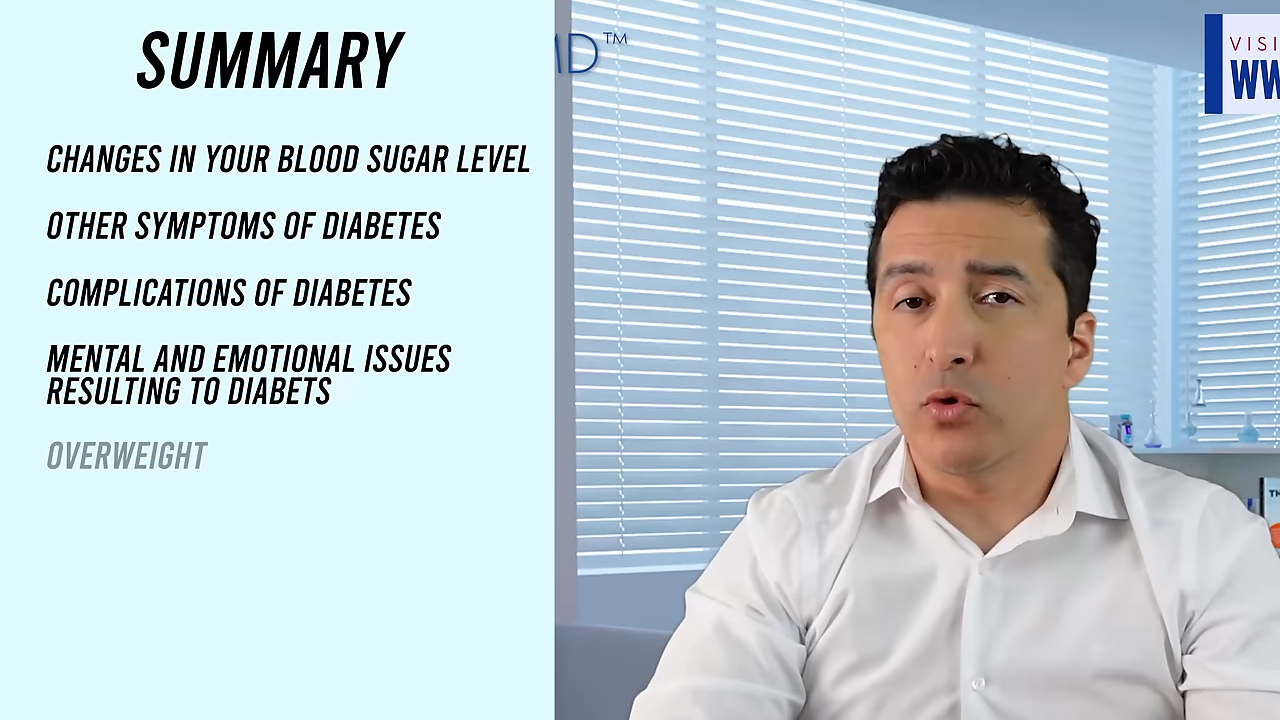 SUMMARY
CHANGES IN YOUR BLOOD SUGAR LEVEL
OTHER SYMPTOMS OF DIABETES
COMPLICATIONS OF DIABETES
MENTAL AND EMOTIONAL ISSUES
RESULTING TO DIABETS
OVERWEIGHT
MD™